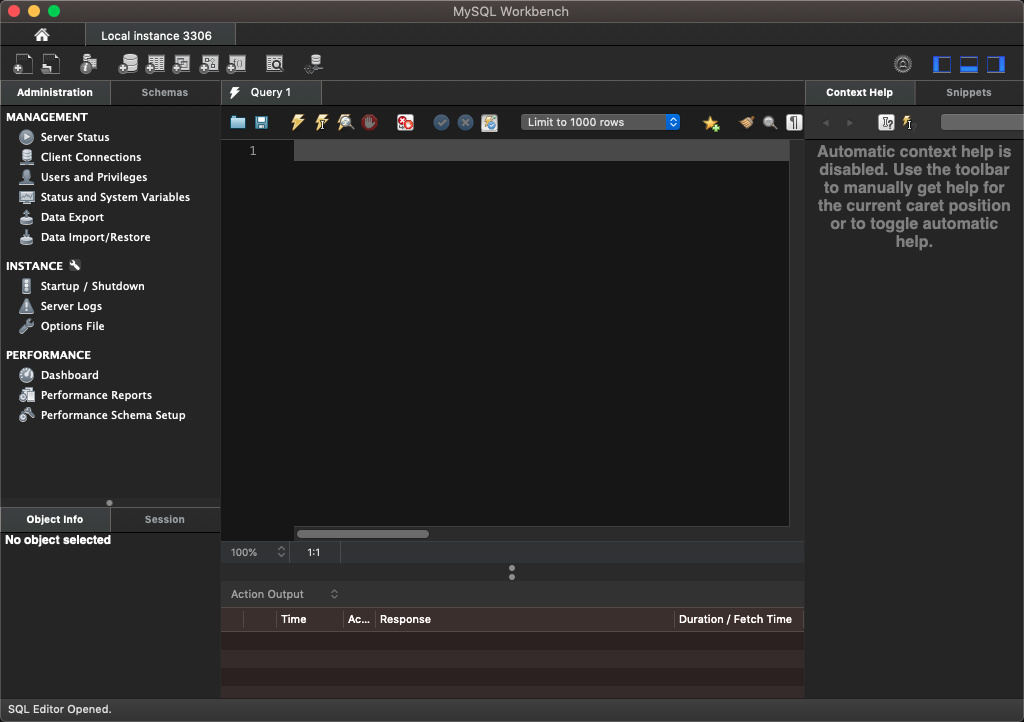 MySQL Workbench
Local instance 3306
Administration
Schemas
Query 1
Context Help
Snippets
MANAGEMENT
Server Status
Client Connections
Users and Privileges
Status and System Variables
Data Export
Data Import/Restore
INSTANCE
Startup / Shutdown
Server Logs
Options File
PERFORMANCE
Dashboard
Performance Reports
Performance Schema Setup
Object Info
Session
No object selected
Limit to 1000 rows
1
100%
1:1
Action Output
Time
Ac...
Response
Duration / Fetch Time
Automatic context help is
disabled. Use the toolbar
to manually get help for
the current caret position
or to toggle automatic
help.
SQL Editor Opened.